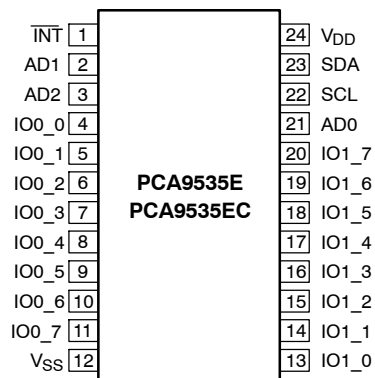 INT 1 24 VDD
AD1 2 23 SDA
AD2 3 22 SCL
IO0_0 4 21 AD0
IO0_1 5 20 IO1_7
IO0_2 6 PCA9535E 19 IO1_6
IO0_3 7 PCA9535EC 18 IO1_5
IO0_4 8 17 IO1_4
IO0_5 9 16 IO1_3
IO0_6 10 15 IO1_2
IO0_7 11 14 IO1_1
VSS 12 13 IO1_0